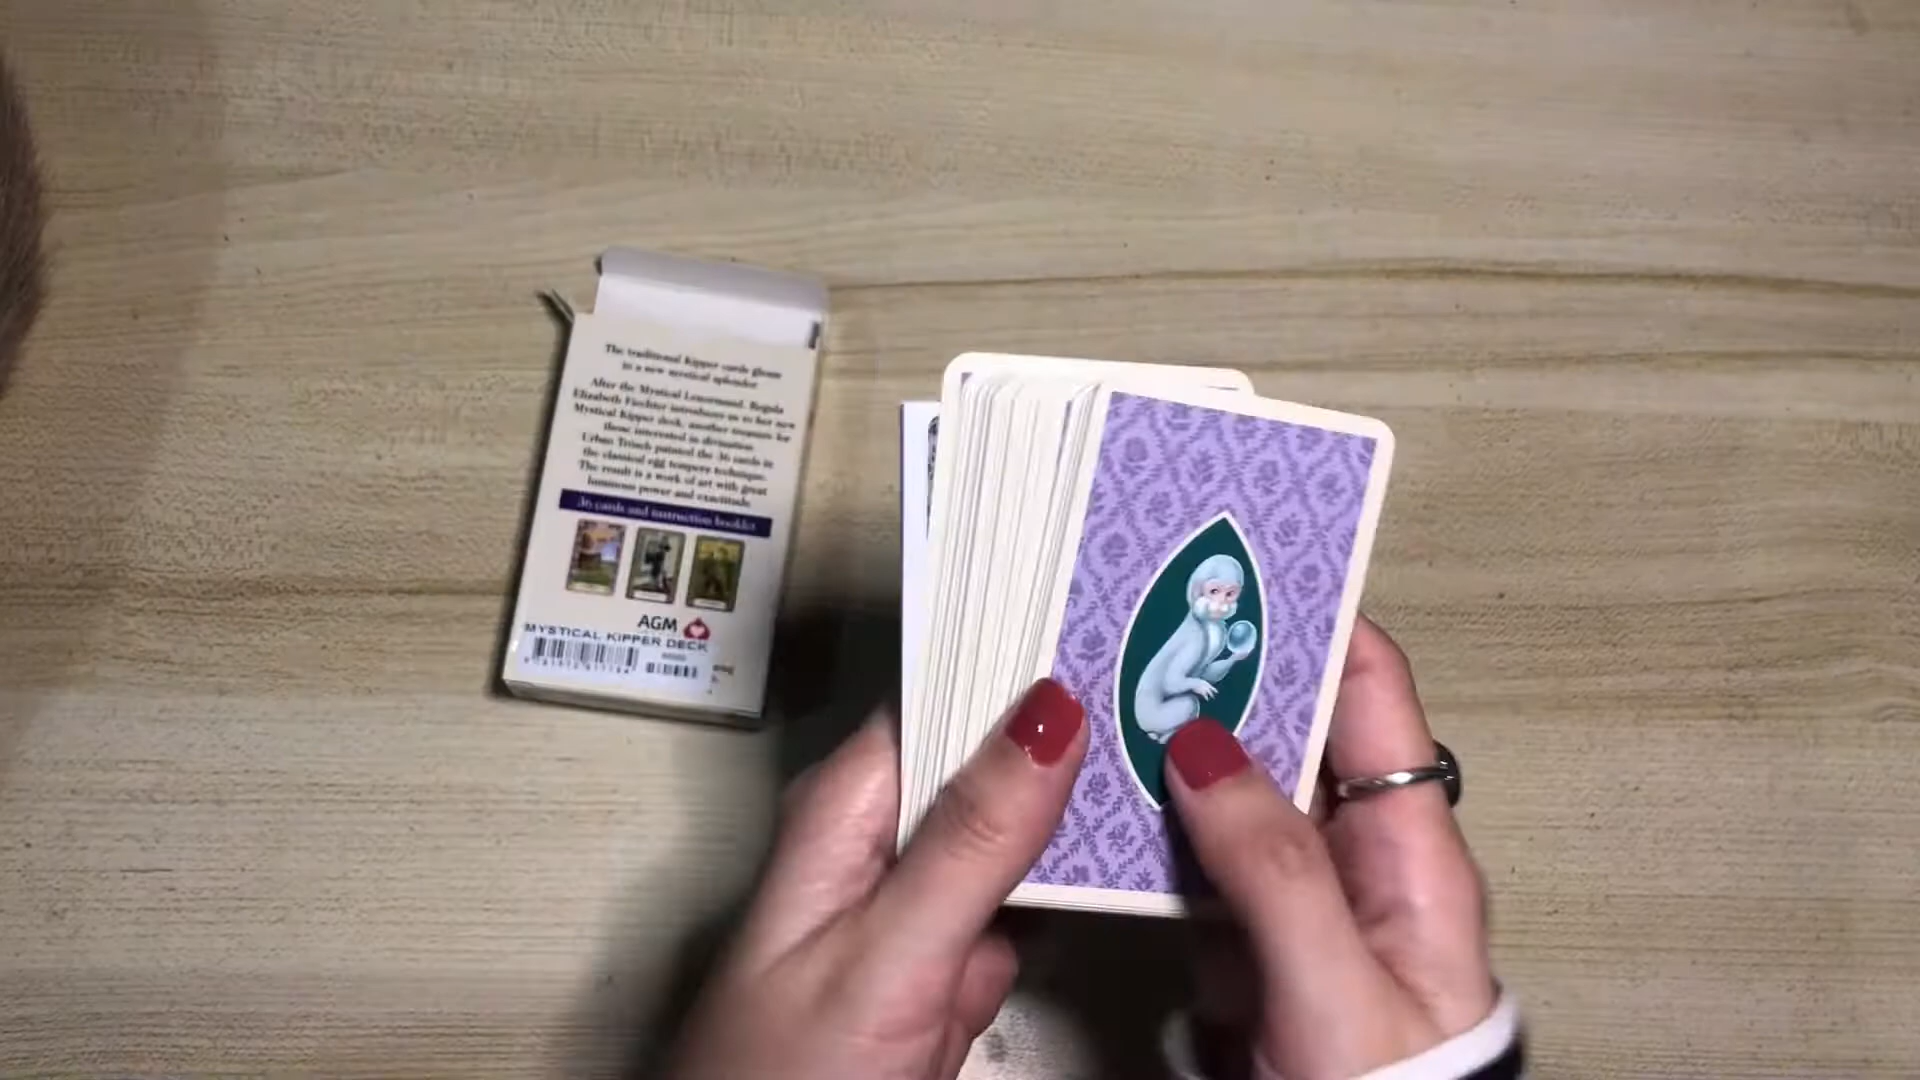 The traditional Kipper cards gleam
in a new mystical splendor
After the Mystical Lenormand, Regula
Elizabeth Fiechter introduces us to her new
Mystical Kipper deck, another treasure for
those interested in divination
Urban Trösch painted the 36 cards in
the classical egg tempera technique.
The result is a work of art with great
luminous power and exactitude.
36 cards and instruction booklet
AGM
MYSTICAL KIPPER DECK